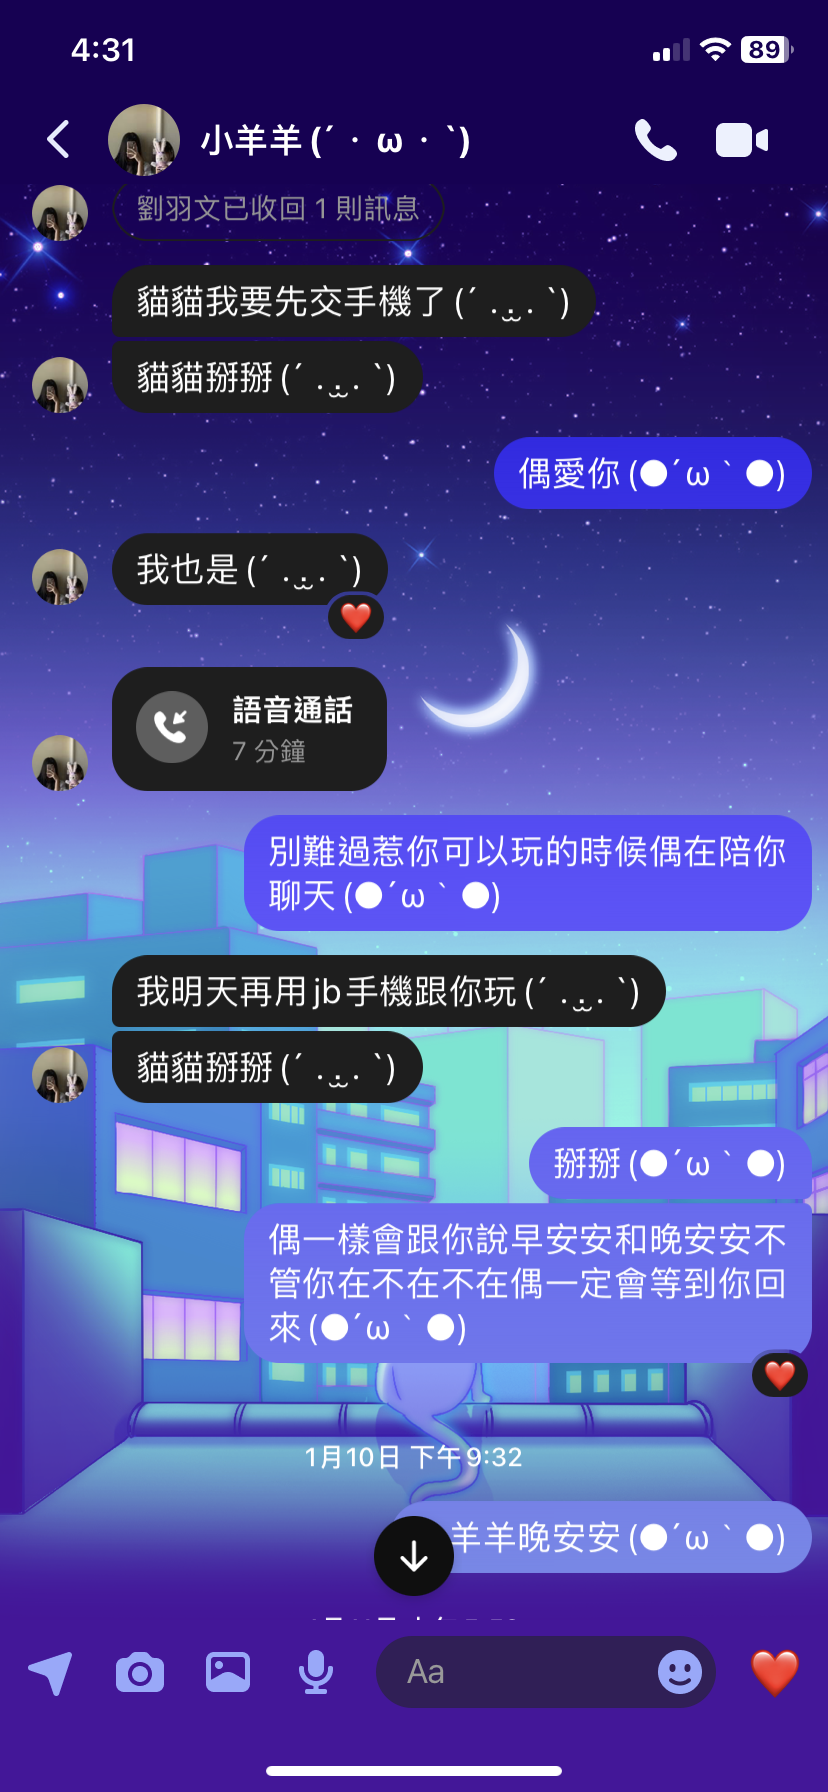 4:31
89
小羊羊 (´・ω・`)
劉羽文已收回 1 則訊息
貓貓我要先交手機了 (´ . .̫ . `)
貓貓掰掰 (´ . .̫ . `)
偶愛你 (●´ω｀●)
我也是 (´ . .̫ . `)
語音通話
7 分鐘
別難過惹你可以玩的時候偶在陪你
聊天 (●´ω｀●)
我明天再用jb手機跟你玩 (´ . .̫ . `)
貓貓掰掰 (´ . .̫ . `)
掰掰 (●´ω｀●)
偶一樣會跟你說早安安和晚安安不
管你在不在不在偶一定會等到你回
來 (●´ω｀●)
1月10日 下午9:32
羊羊晚安安 (●´ω｀●)
Aa